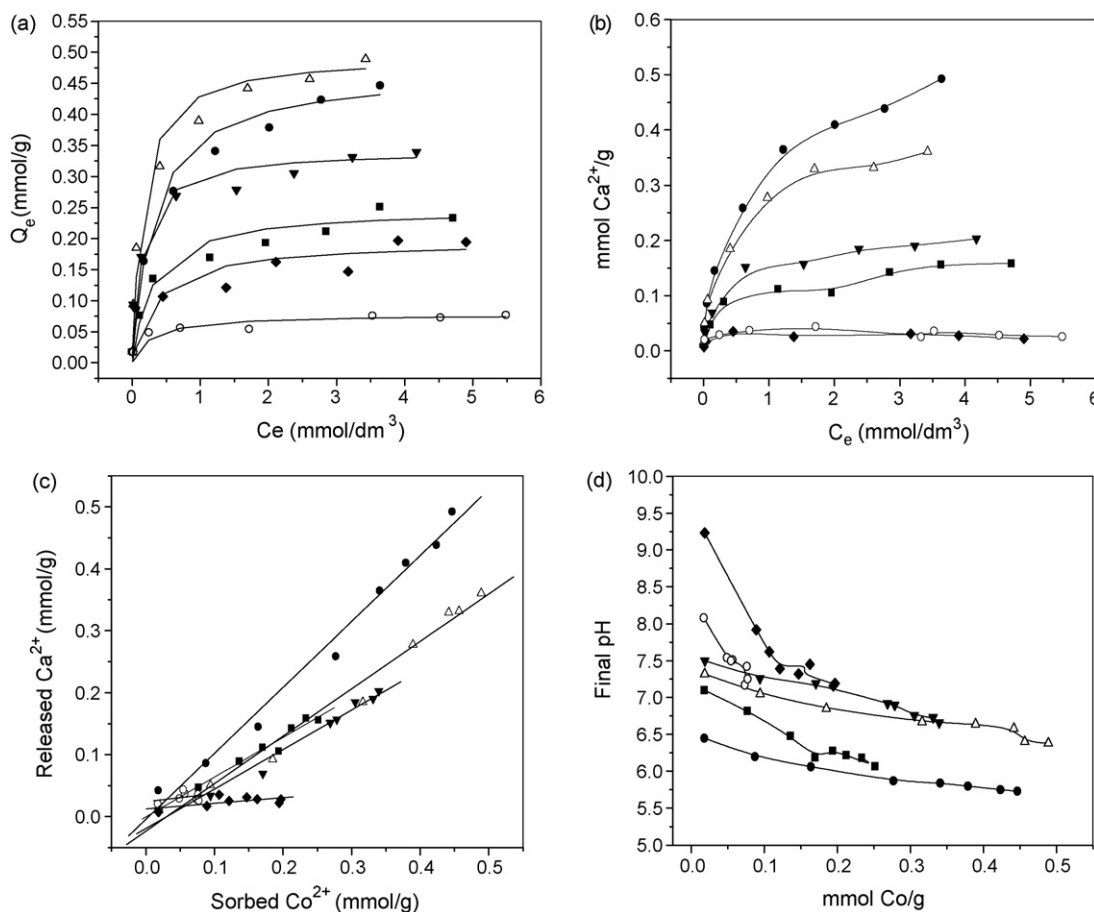 (a)
0.55
0.50
0.45
0.40
0.35
0.30
0.25
0.20
0.15
0.10
0.05
0.00
Qe (mmol/g)
0 1 2 3 4 5 6
Ce (mmol/dm³)
(b)
0.6
0.5
0.4
0.3
0.2
0.1
0.0
mmol Ca²⁺/g
0 1 2 3 4 5 6
Ce (mmol/dm³)
(c)
0.5
0.4
0.3
0.2
0.1
0.0
Released Ca²⁺ (mmol/g)
0.0 0.1 0.2 0.3 0.4 0.5
Sorbed Co²⁺ (mmol/g)
(d)
10.0
9.5
9.0
8.5
8.0
7.5
7.0
6.5
6.0
5.5
5.0
Final pH
0.0 0.1 0.2 0.3 0.4 0.5
mmol Co/g